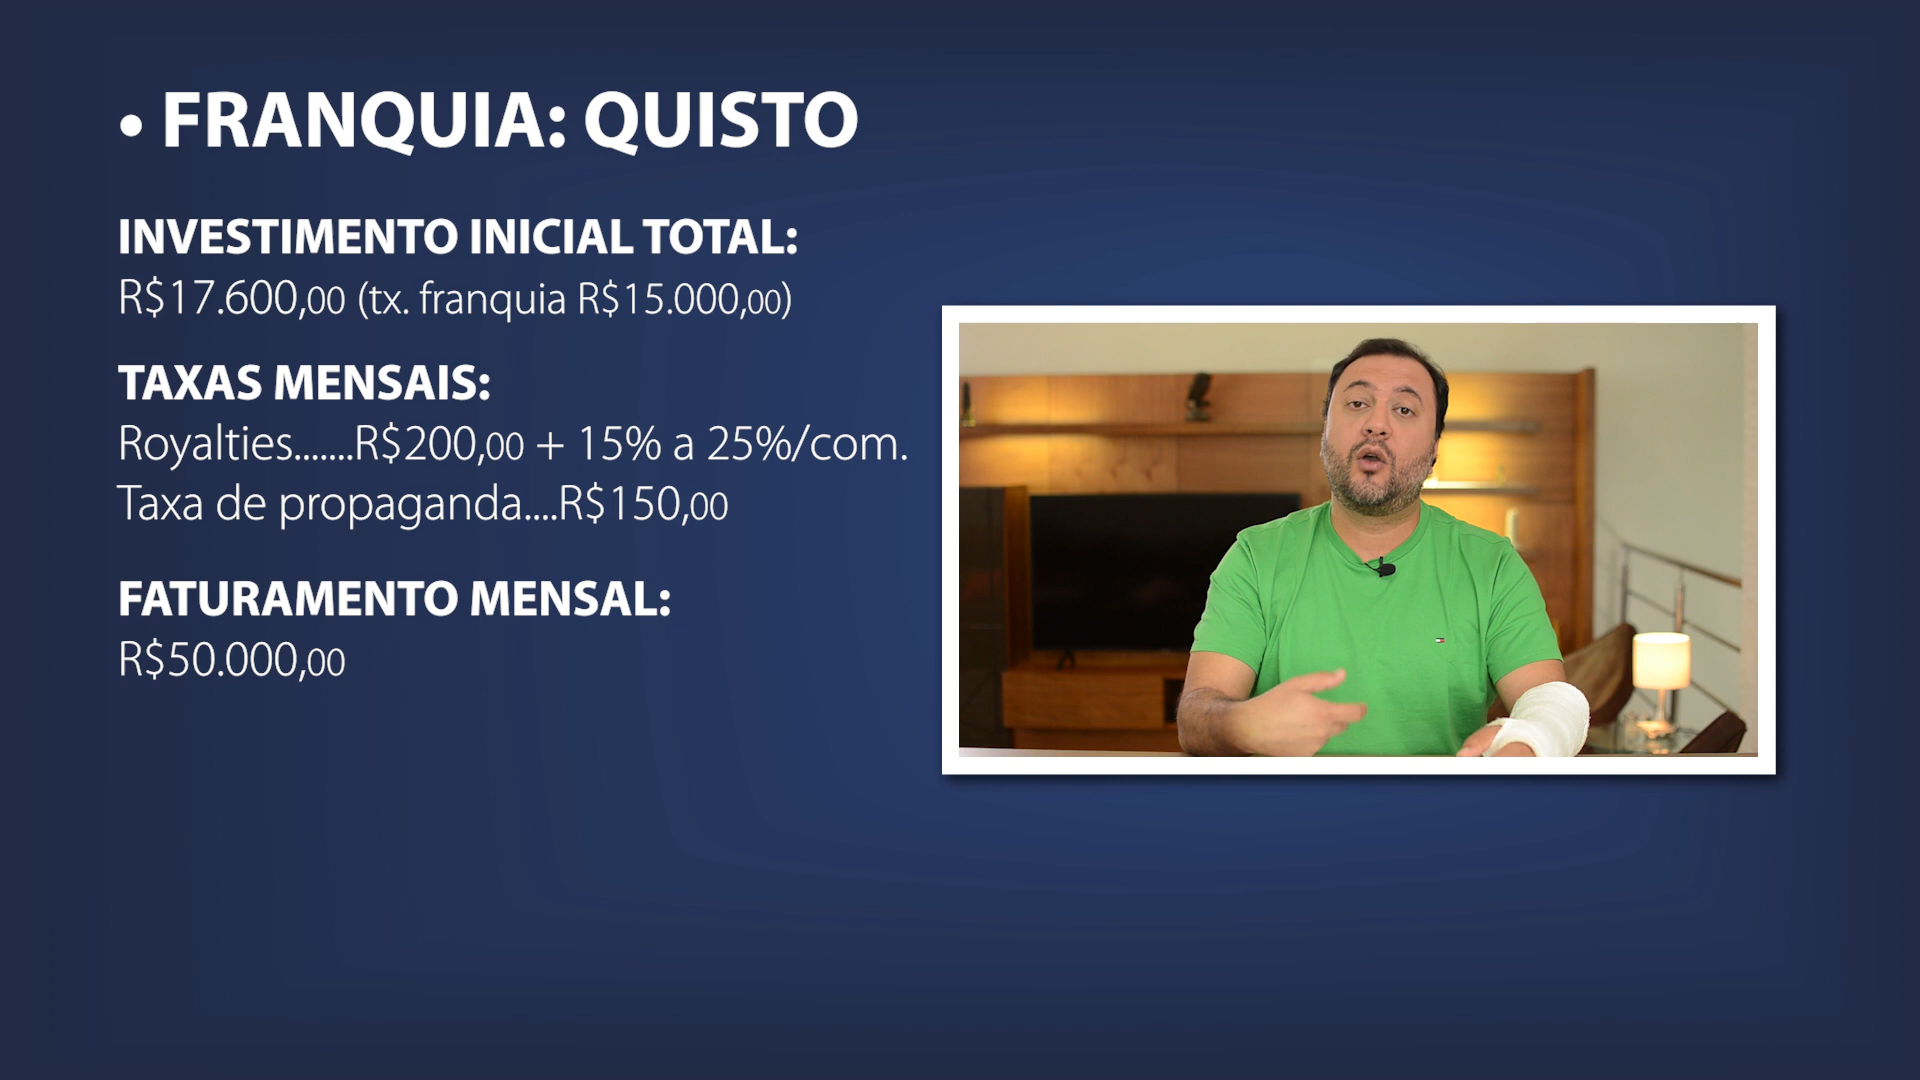 • FRANQUIA: QUISTO
INVESTIMENTO INICIAL TOTAL:
R$17.600,00 (tx. franquia R$15.000,00)
TAXAS MENSAIS:
Royalties.......R$200,00 + 15% a 25%/com.
Taxa de propaganda....R$150,00
FATURAMENTO MENSAL:
R$50.000,00